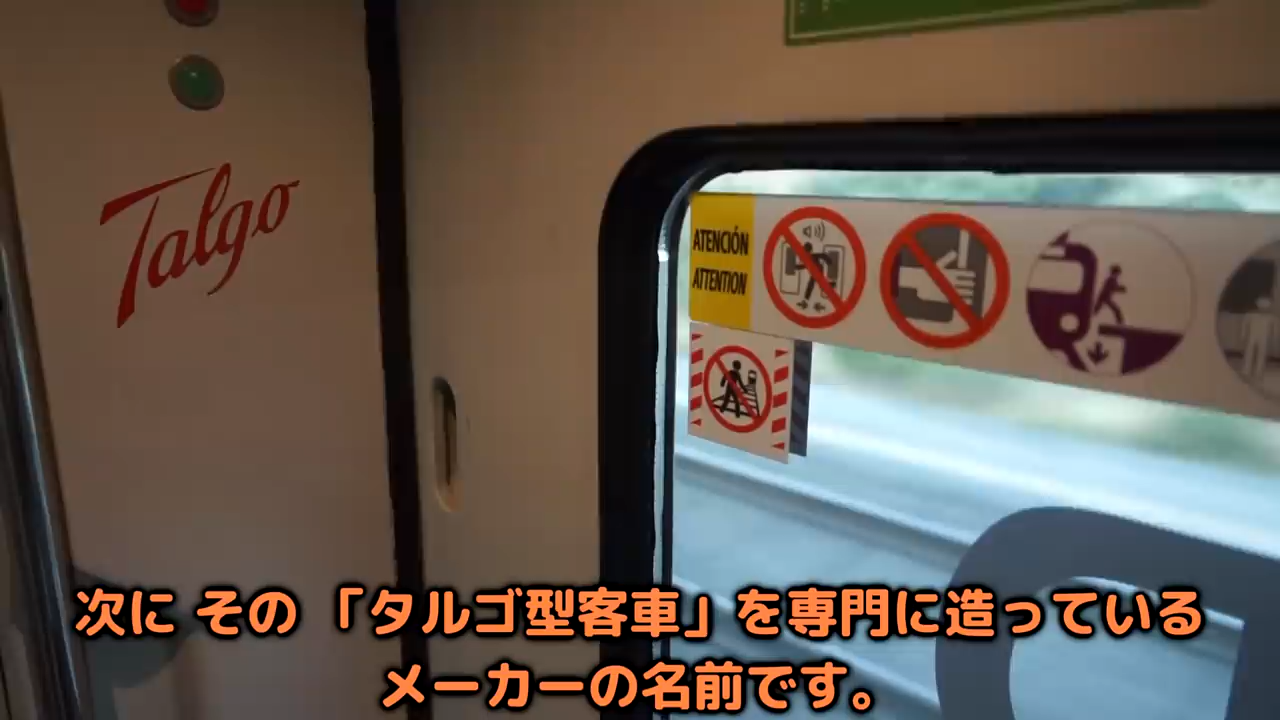 Talgo
ATENCIÓN
ATTENTION
次に その 「タルゴ型客車」を専門に造っている
メーカーの名前です。